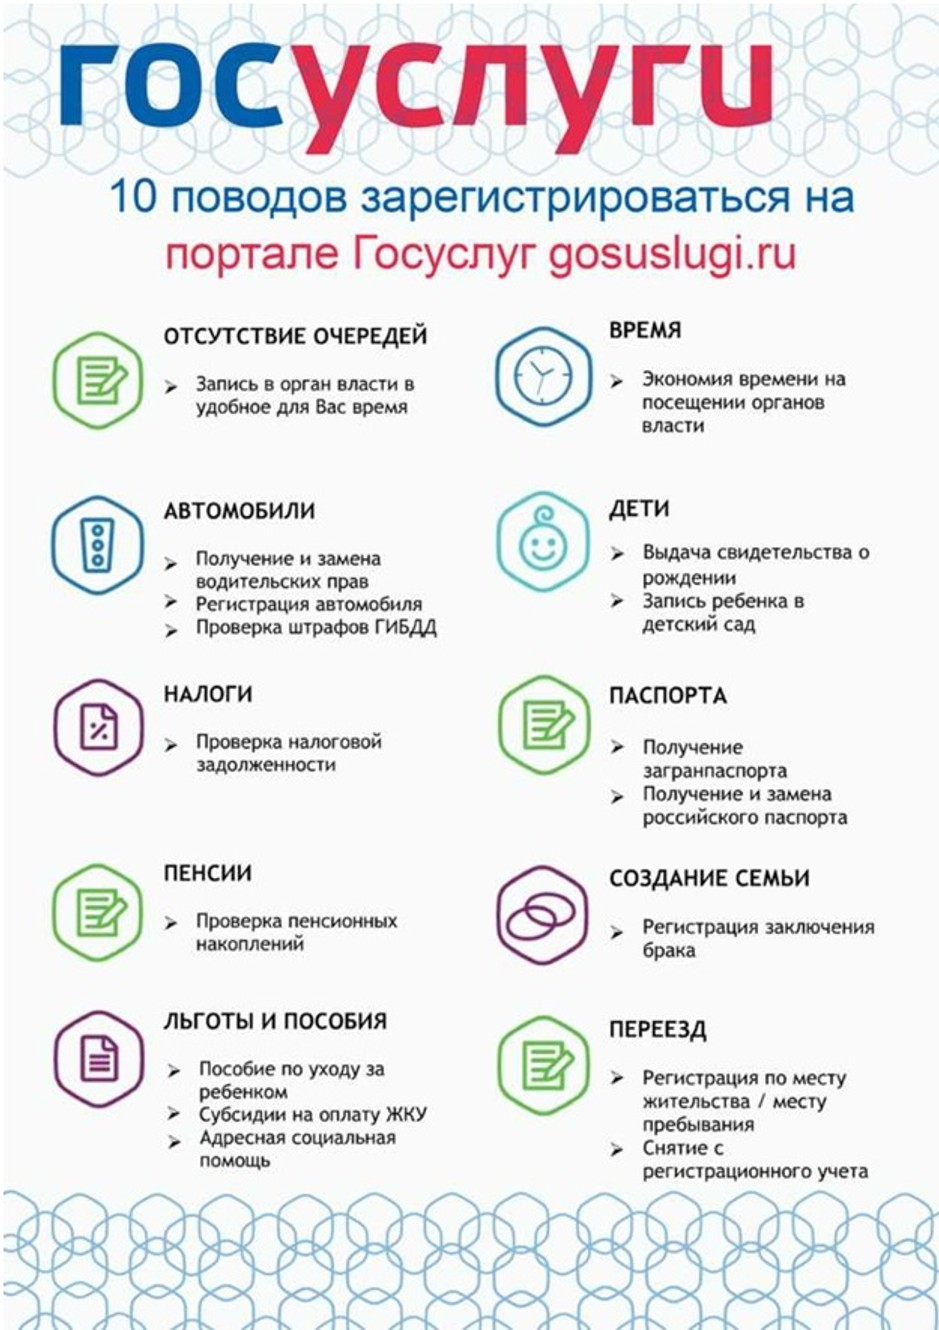 госуслуги
10 поводов зарегистрироваться на
портале Госуслуг gosuslugi.ru
ОТСУТСТВИЕ ОЧЕРЕДЕЙ
➢ Запись в орган власти в
удобное для Вас время
ВРЕМЯ
➢ Экономия времени на
посещении органов
власти
АВТОМОБИЛИ
➢ Получение и замена
водительских прав
➢ Регистрация автомобиля
➢ Проверка штрафов ГИБДД
ДЕТИ
➢ Выдача свидетельства о
рождении
➢ Запись ребенка в
детский сад
НАЛОГИ
➢ Проверка налоговой
задолженности
ПАСПОРТА
➢ Получение
загранпаспорта
➢ Получение и замена
российского паспорта
ПЕНСИИ
➢ Проверка пенсионных
накоплений
СОЗДАНИЕ СЕМЬИ
➢ Регистрация заключения
брака
ЛЬГОТЫ И ПОСОБИЯ
➢ Пособие по уходу за
ребенком
➢ Субсидии на оплату ЖКУ
➢ Адресная социальная
помощь
ПЕРЕЕЗД
➢ Регистрация по месту
жительства / месту
пребывания
➢ Снятие с
регистрационного учета